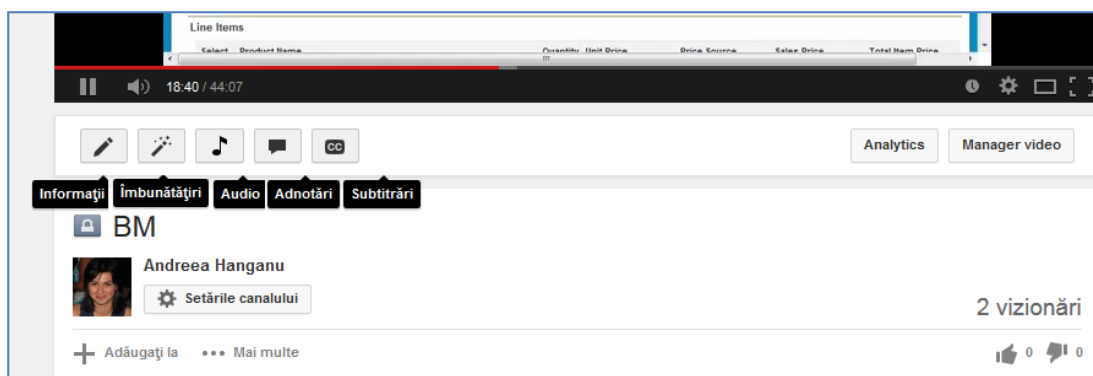 Line Items
Select Product Name Quantity Unit Price Price Source Sales Price Total Item Price
18:40 / 44:07
CC
Analytics
Manager video
Informaţii
Îmbunătăţiri
Audio
Adnotări
Subtitrări
BM
Andreea Hanganu
Setările canalului
2 vizionări
Adăugaţi la
Mai multe
0
0